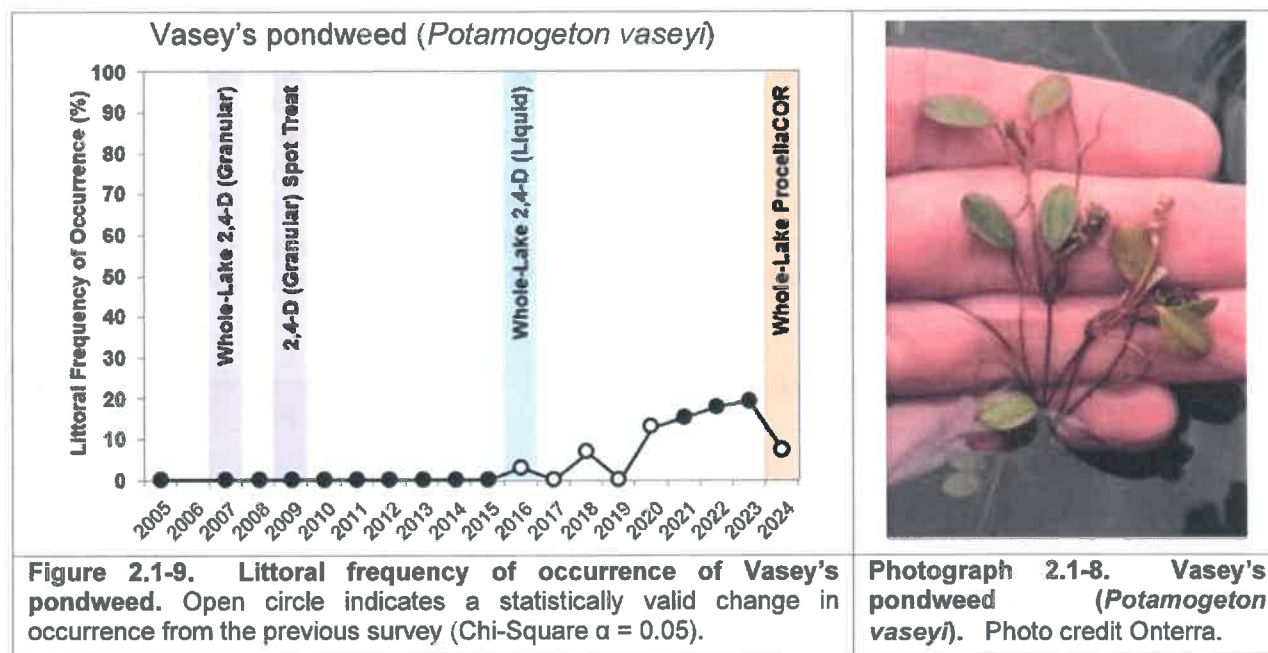 Vasey's pondweed (Potamogeton vaseyi)
Littoral Frequency of Occurrence (%)
100
90
80
70
60
50
40
30
20
10
0
Whole-Lake 2,4-D (Granular)
2,4-D (Granular) Spot Treat
Whole-Lake 2,4-D (Liquid)
Whole-Lake ProcellaCOR
2005
2006
2007
2008
2009
2010
2011
2012
2013
2014
2015
2016
2017
2018
2019
2020
2021
2022
2023
2024
Figure 2.1-9. Littoral frequency of occurrence of Vasey's
pondweed. Open circle indicates a statistically valid change in
occurrence from the previous survey (Chi-Square α = 0.05).
Photograph 2.1-8. Vasey's
pondweed (Potamogeton
vaseyi). Photo credit Onterra.